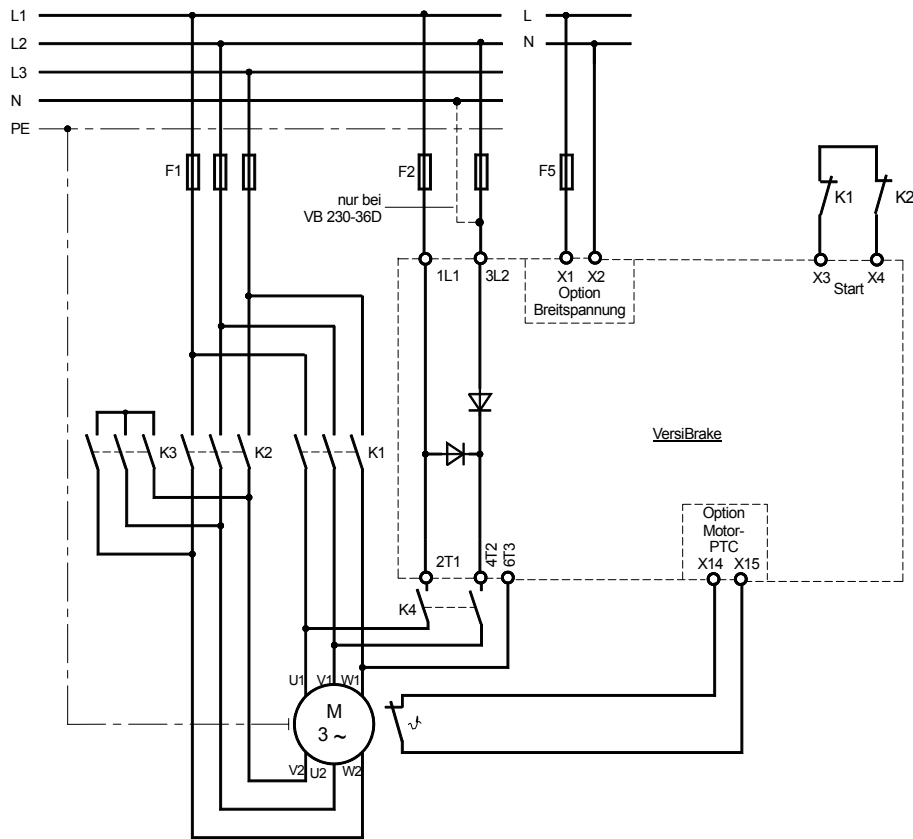 L1
L
L2
N
L3
N
PE
F1
F2
F5
K1
K2
nur bei
VB 230-36D
1L1
3L2
X1
X2
X3
X4
Option
Breitspannung
Start
K3
K2
K1
VersiBrake
Option
Motor-
PTC
2T1
4T2
6T3
X14
X15
K4
U1
V1
W1
M
3 ~
ϑ
V2
U2
W2